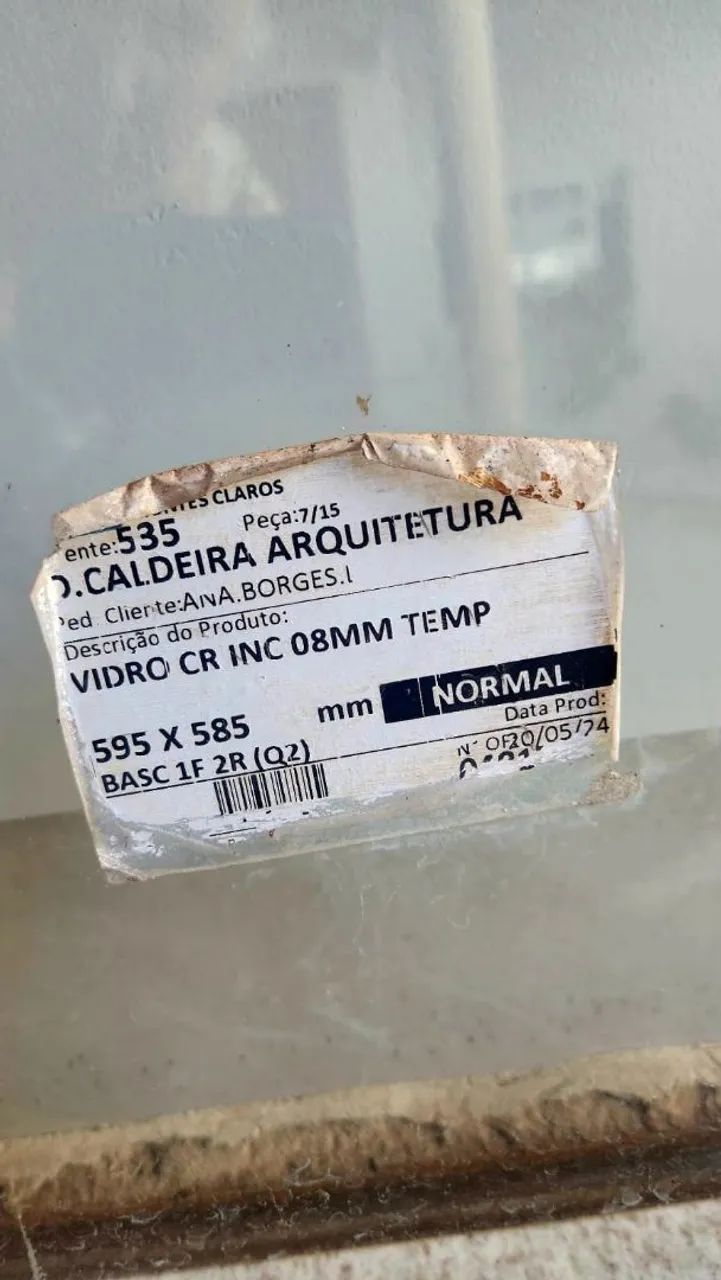 CLAROS
ente:535 Peça:7/15
.CALDEIRA ARQUITETURA
Ped Cliente:ANA.BORGES.
Descrição do Produto:
VIDRO CR INC 08MM TEMP
595 X 585 mm NORMAL
BASC 1F 2R (Q2) Data Prod:
20/05/24